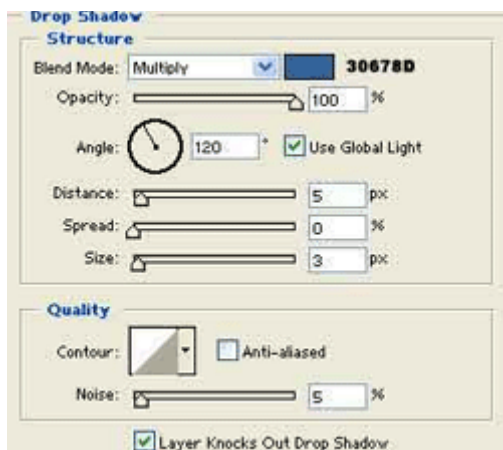 Drop Shadow
Structure
Blend Mode: Multiply 30678D
Opacity: 100 %
Angle: 120 ° Use Global Light
Distance: 5 px
Spread: 0 %
Size: 3 px
Quality
Contour: Anti-aliased
Noise: 5 %
Layer Knocks Out Drop Shadow